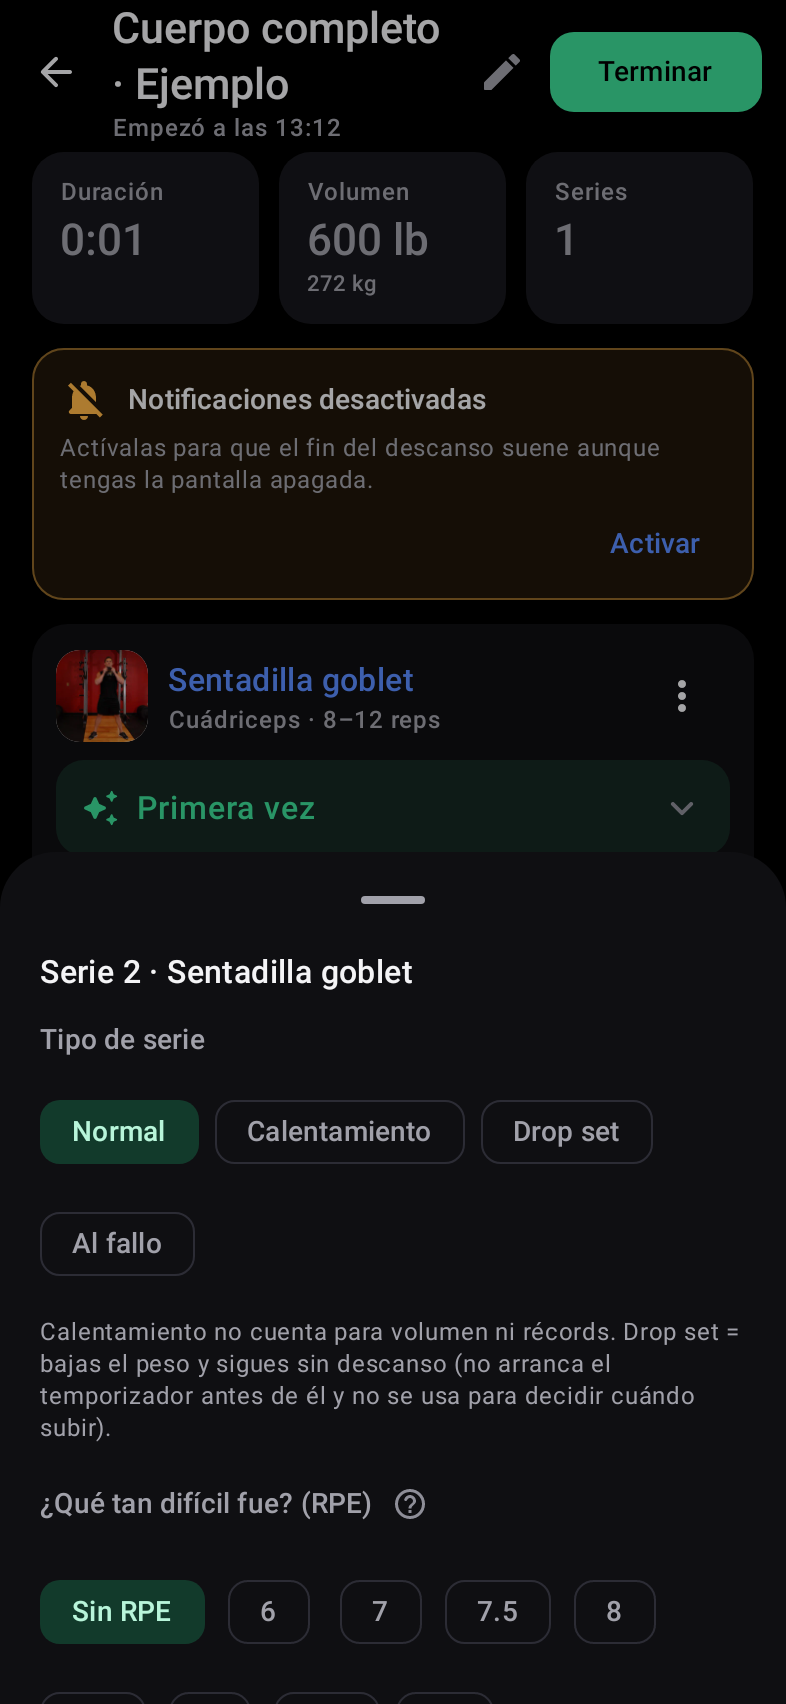 Cuerpo completo
· Ejemplo
Empezó a las 13:12
Terminar
Duración
0:01
Volumen
600 lb
272 kg
Series
1
Notificaciones desactivadas
Actívalas para que el fin del descanso suene aunque
tengas la pantalla apagada.
Activar
Sentadilla goblet
Cuádriceps · 8–12 reps
Primera vez
Serie 2 · Sentadilla goblet
Tipo de serie
Normal
Calentamiento
Drop set
Al fallo
Calentamiento no cuenta para volumen ni récords. Drop set =
bajas el peso y sigues sin descanso (no arranca el
temporizador antes de él y no se usa para decidir cuándo
subir).
¿Qué tan difícil fue? (RPE)
Sin RPE
6
7
7.5
8